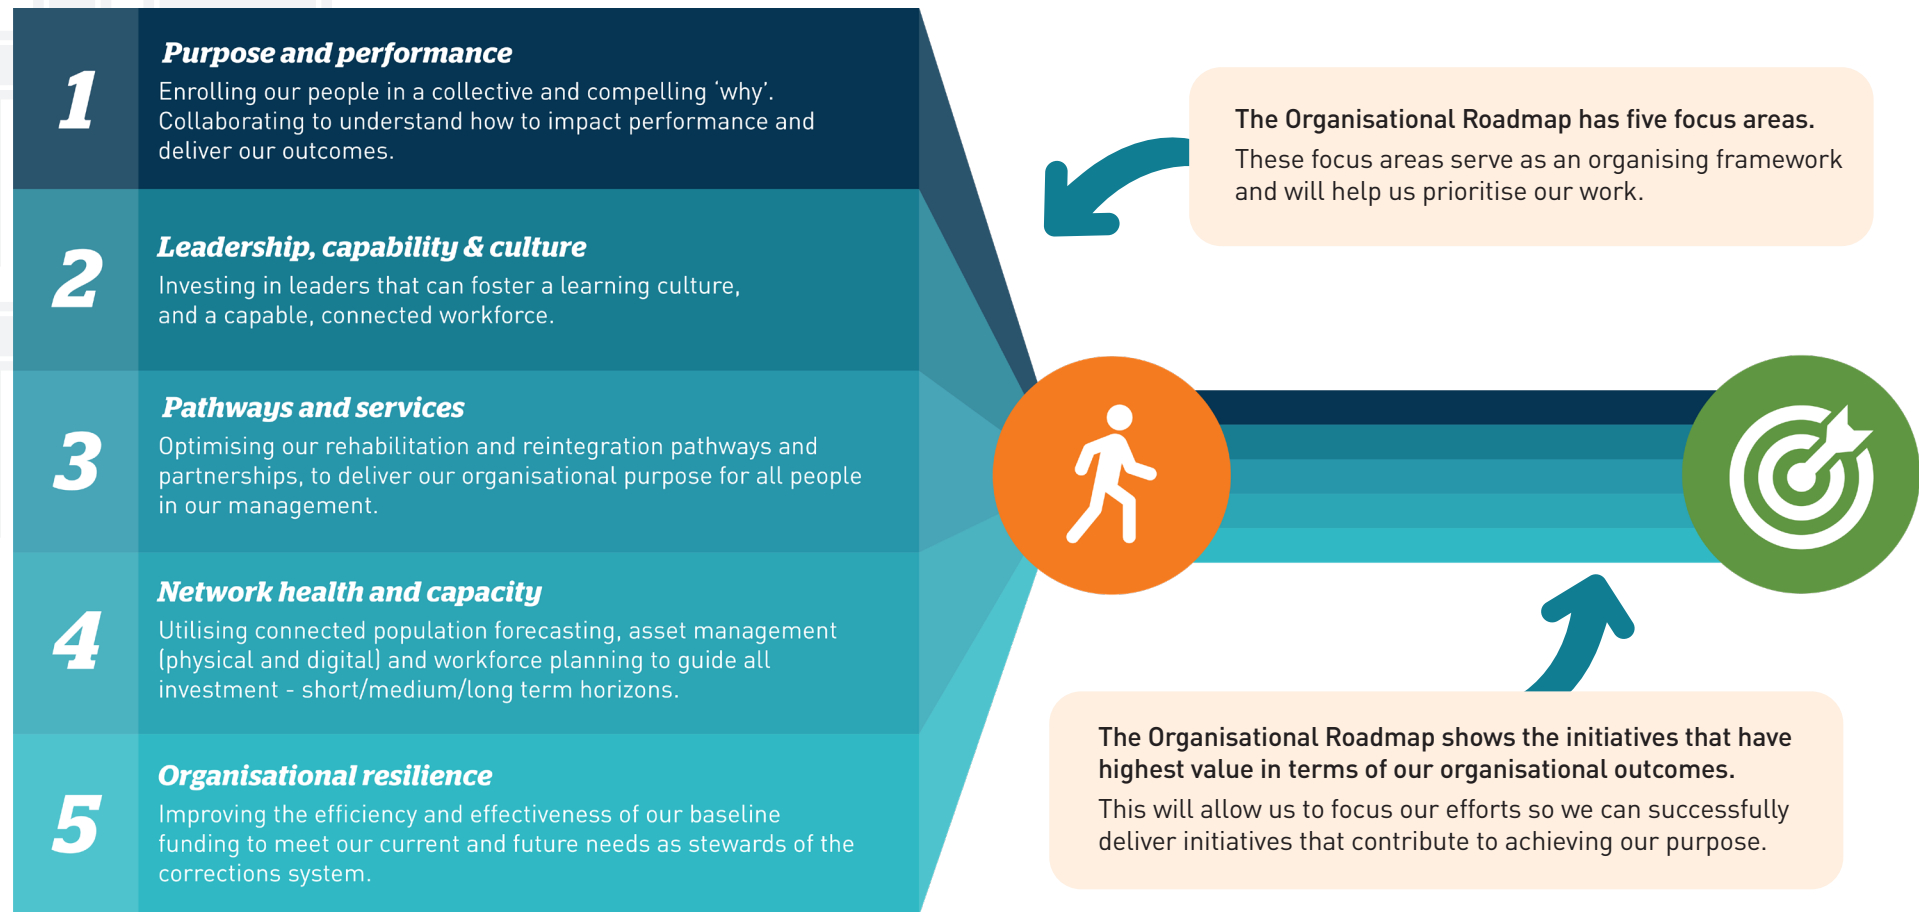 1
Purpose and performance
Enrolling our people in a collective and compelling ‘why’.
Collaborating to understand how to impact performance and
deliver our outcomes.
2
Leadership, capability & culture
Investing in leaders that can foster a learning culture,
and a capable, connected workforce.
3
Pathways and services
Optimising our rehabilitation and reintegration pathways and
partnerships, to deliver our organisational purpose for all people
in our management.
4
Network health and capacity
Utilising connected population forecasting, asset management
(physical and digital) and workforce planning to guide all
investment - short/medium/long term horizons.
5
Organisational resilience
Improving the efficiency and effectiveness of our baseline
funding to meet our current and future needs as stewards of the
corrections system.
The Organisational Roadmap has five focus areas.
These focus areas serve as an organising framework
and will help us prioritise our work.
The Organisational Roadmap shows the initiatives that have
highest value in terms of our organisational outcomes.
This will allow us to focus our efforts so we can successfully
deliver initiatives that contribute to achieving our purpose.